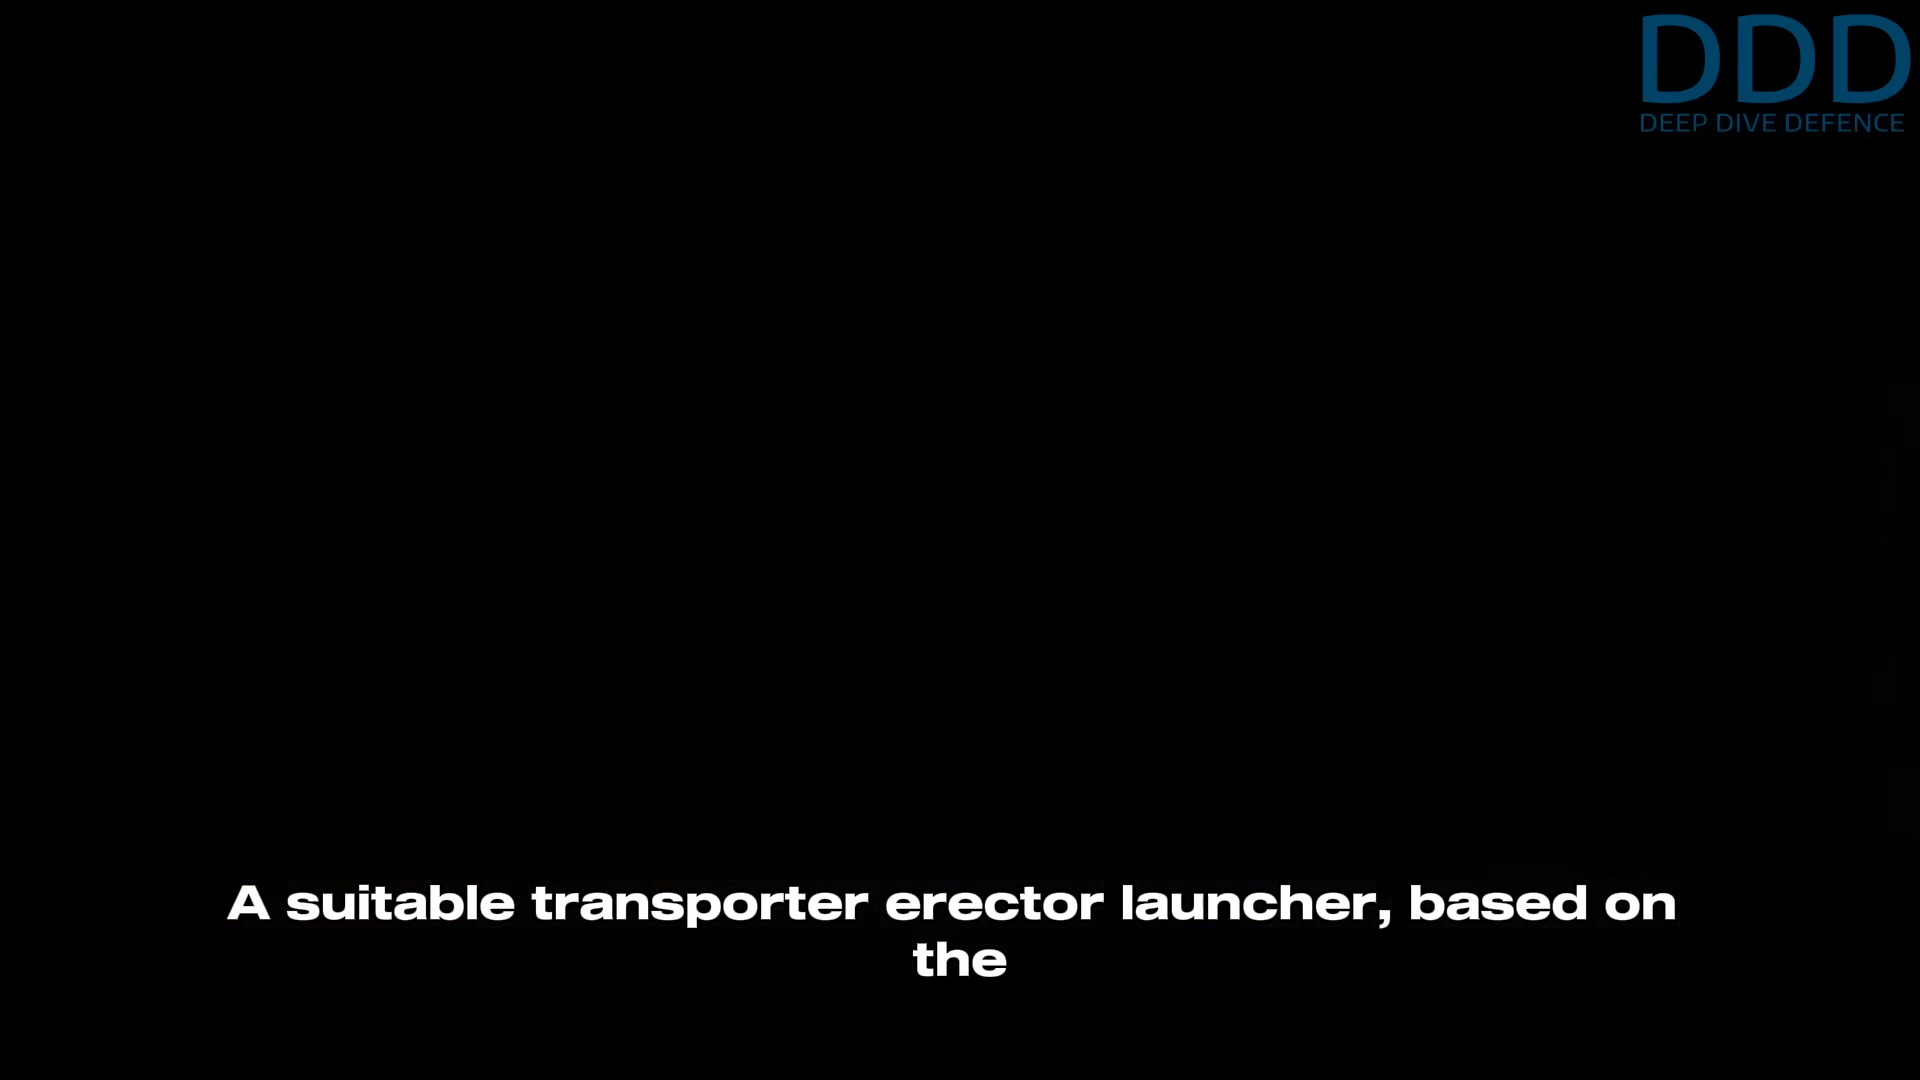 DDD
DEEP DIVE DEFENCE
A suitable transporter erector launcher, based on
the